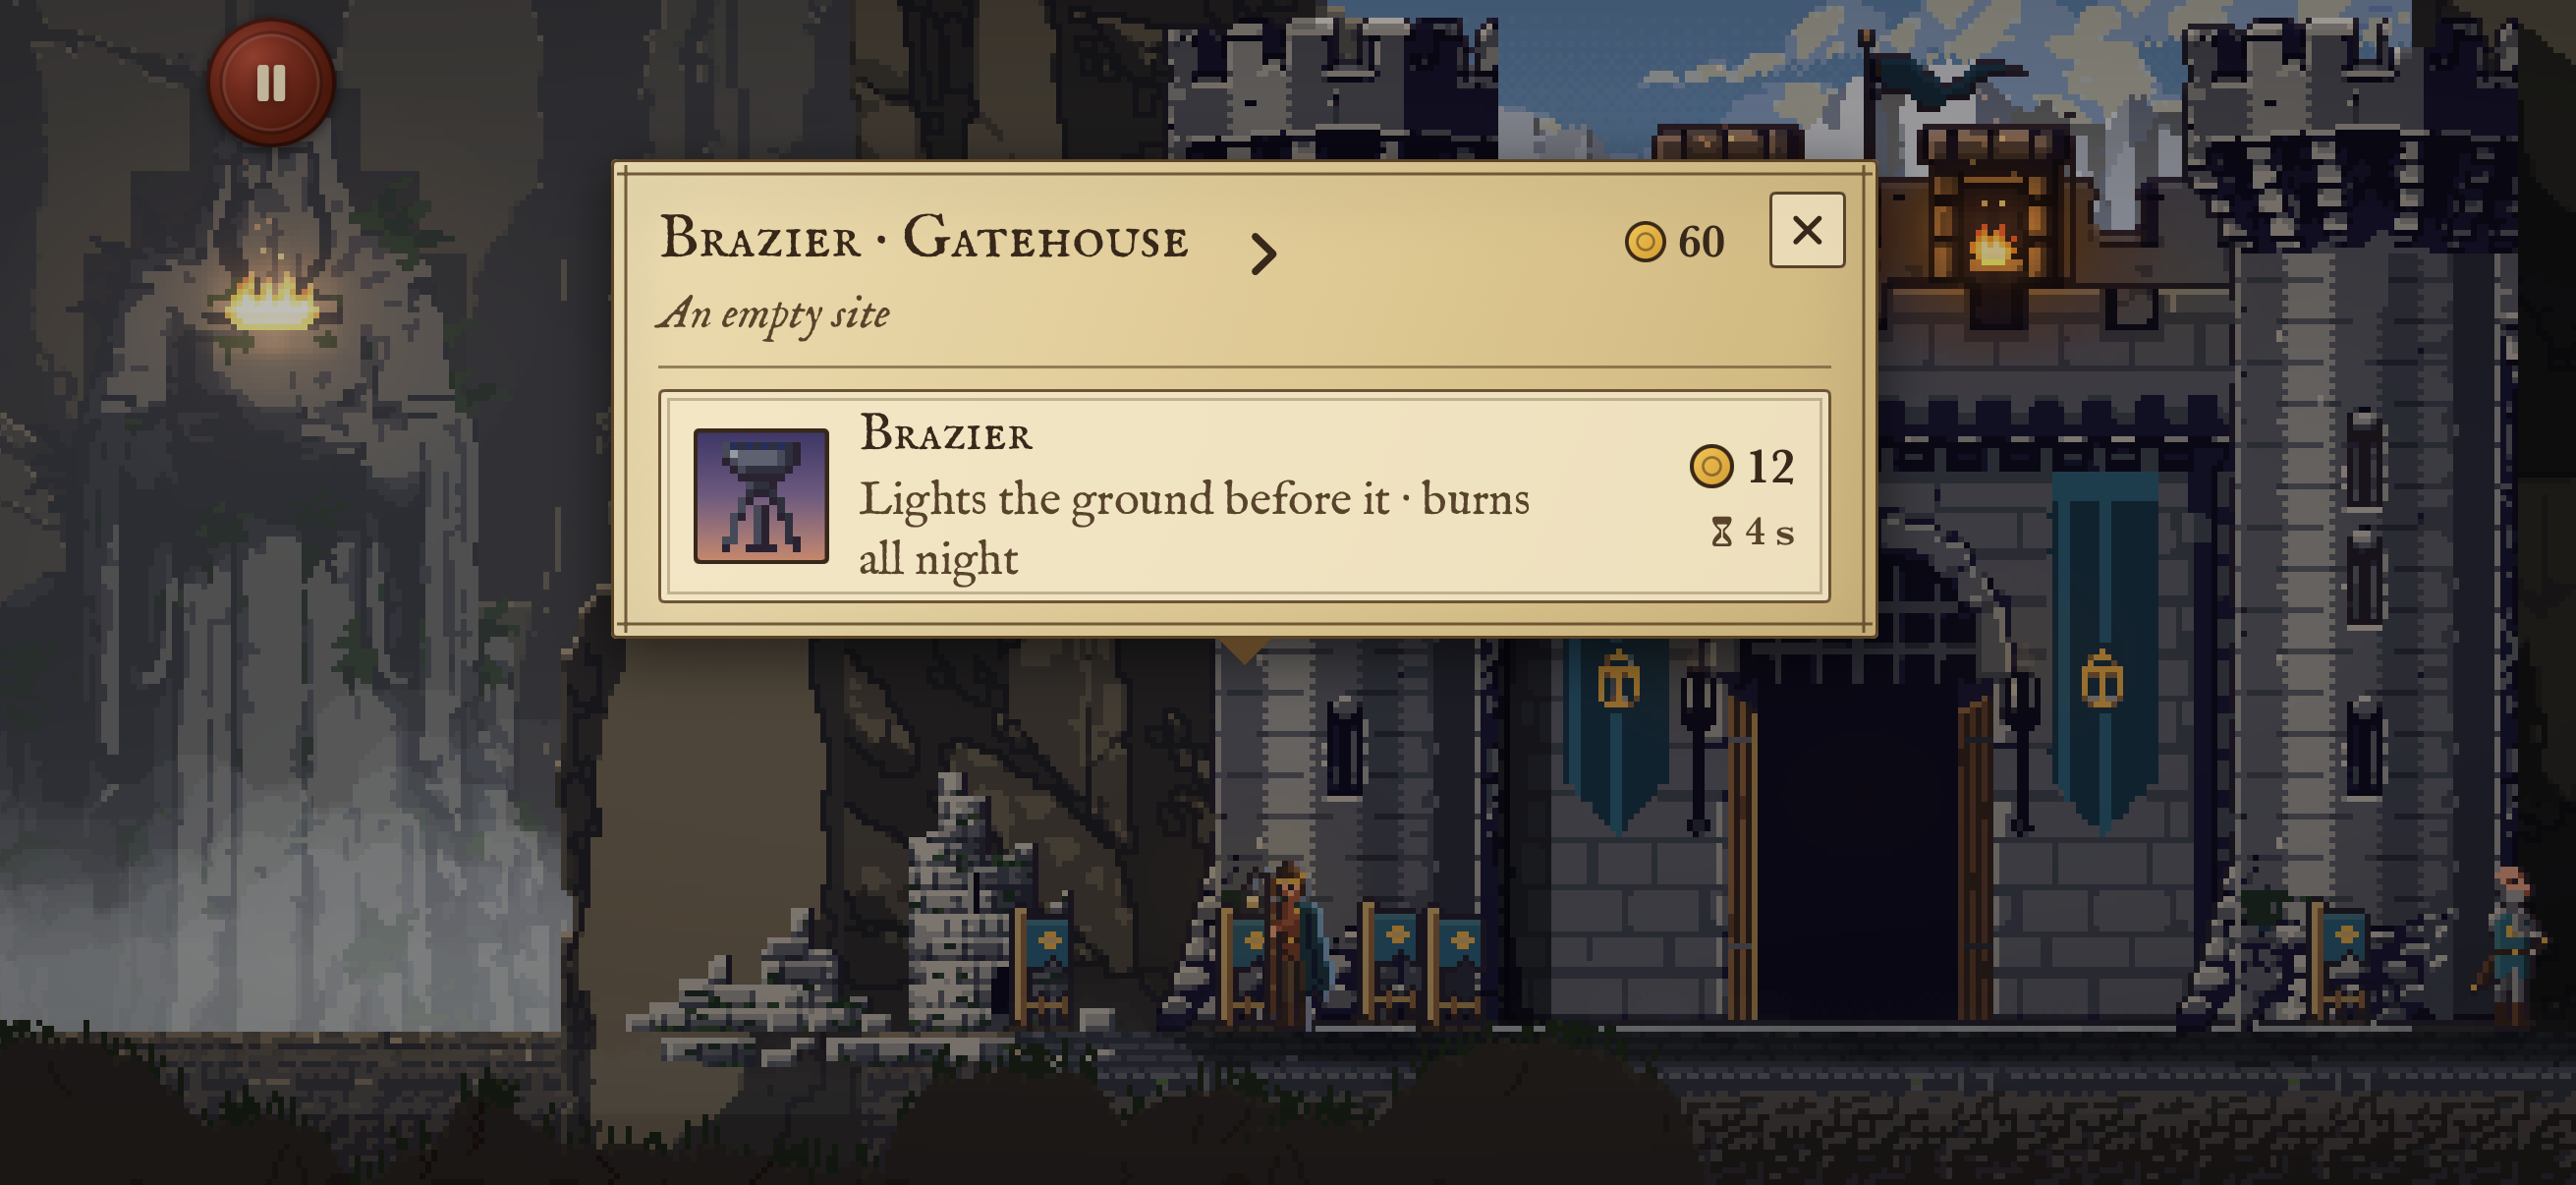 Brazier · Gatehouse
60
An empty site
Brazier
Lights the ground before it · burns
all night
12
4 s